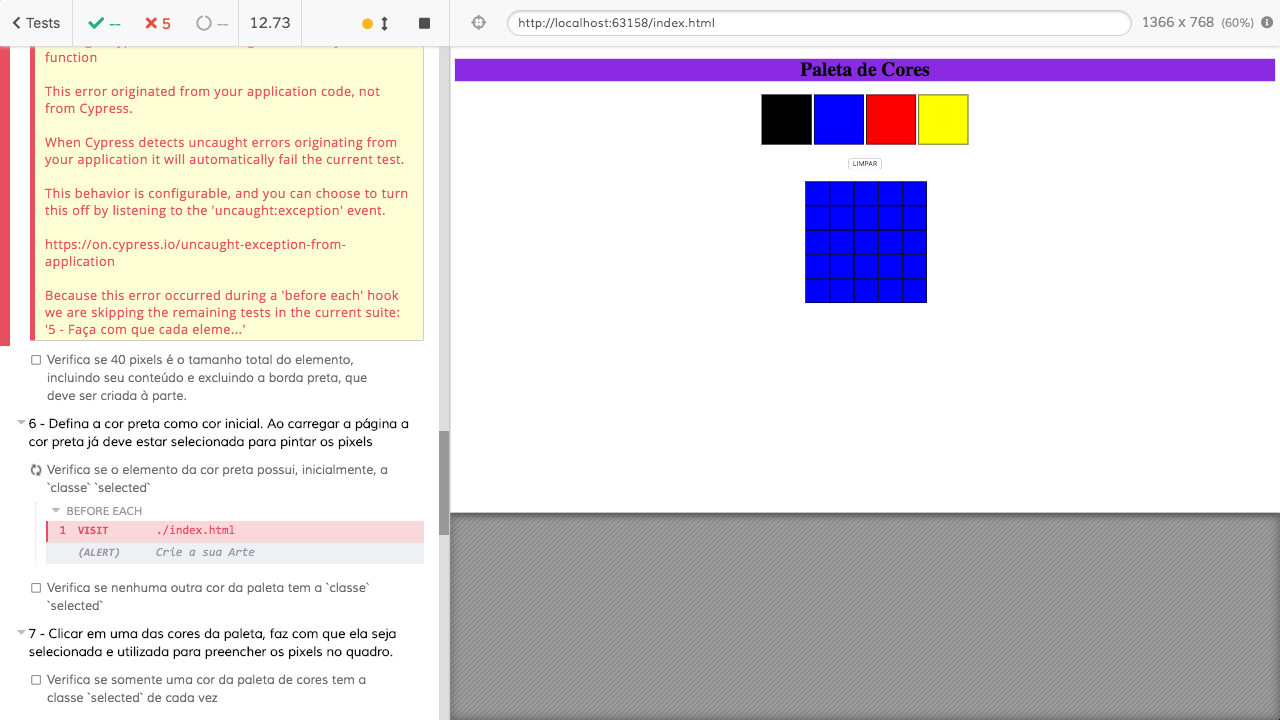 Tests
--
5
--
12.73
http://localhost:63158/index.html
1366 x 768 (60%)
function
This error originated from your application code, not
from Cypress.
When Cypress detects uncaught errors originating from
your application it will automatically fail the current test.
This behavior is configurable, and you can choose to turn
this off by listening to the 'uncaught:exception' event.
https://on.cypress.io/uncaught-exception-from-
application
Because this error occurred during a 'before each' hook
we are skipping the remaining tests in the current suite:
'5 - Faça com que cada eleme...'
Verifica se 40 pixels é o tamanho total do elemento,
incluindo seu conteúdo e excluindo a borda preta, que
deve ser criada à parte.
6 - Defina a cor preta como cor inicial. Ao carregar a página a
cor preta já deve estar selecionada para pintar os pixels
Verifica se o elemento da cor preta possui, inicialmente, a
`classe` `selected`
BEFORE EACH
1 VISIT ./index.html
(ALERT) Crie a sua Arte
Verifica se nenhuma outra cor da paleta tem a `classe`
`selected`
7 - Clicar em uma das cores da paleta, faz com que ela seja
selecionada e utilizada para preencher os pixels no quadro.
Verifica se somente uma cor da paleta de cores tem a
classe `selected` de cada vez
Paleta de Cores
LIMPAR